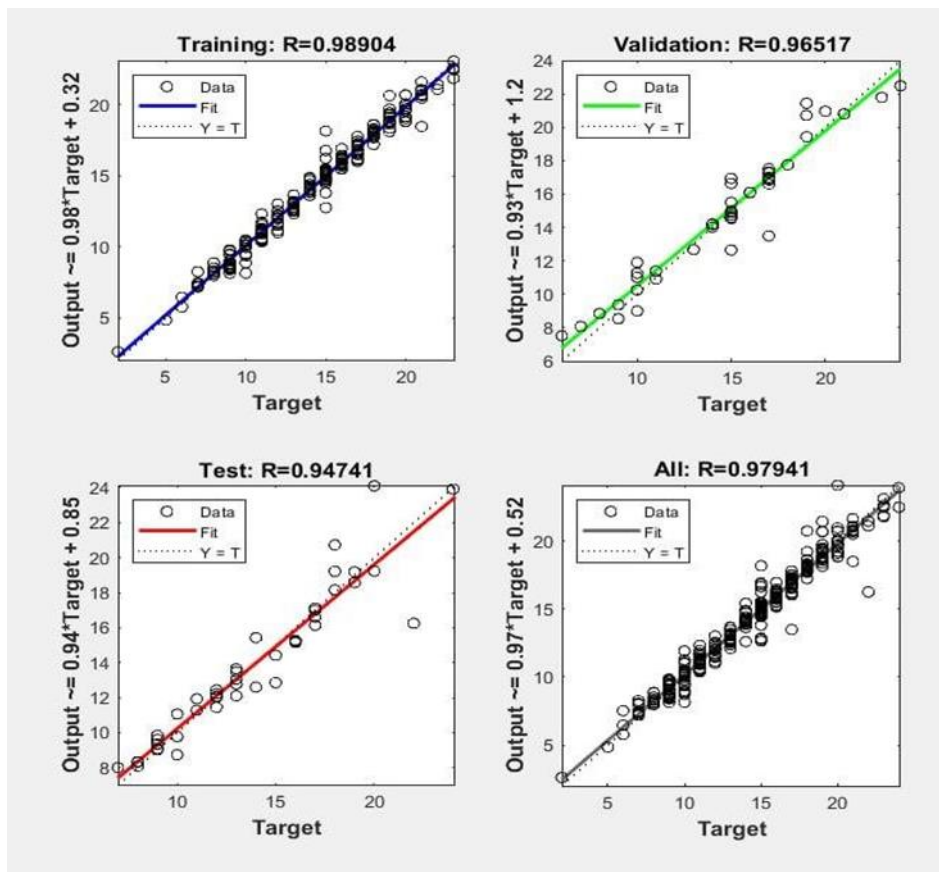 Training: R=0.98904
Output ~= 0.98*Target + 0.32
20
15
10
5
Data
Fit
Y = T
5
10
15
20
Target
Validation: R=0.96517
Output ~= 0.93*Target + 1.2
24
22
20
18
16
14
12
10
8
6
Data
Fit
Y = T
10
15
20
Target
Test: R=0.94741
Output ~= 0.94*Target + 0.85
24
22
20
18
16
14
12
10
8
Data
Fit
Y = T
10
15
20
Target
All: R=0.97941
Output ~= 0.97*Target + 0.52
20
15
10
5
Data
Fit
Y = T
5
10
15
20
Target